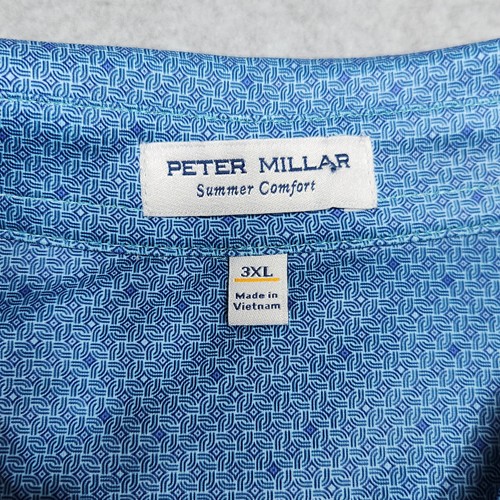 PETER MILLAR
Summer Comfort
3XL
Made in
Vietnam